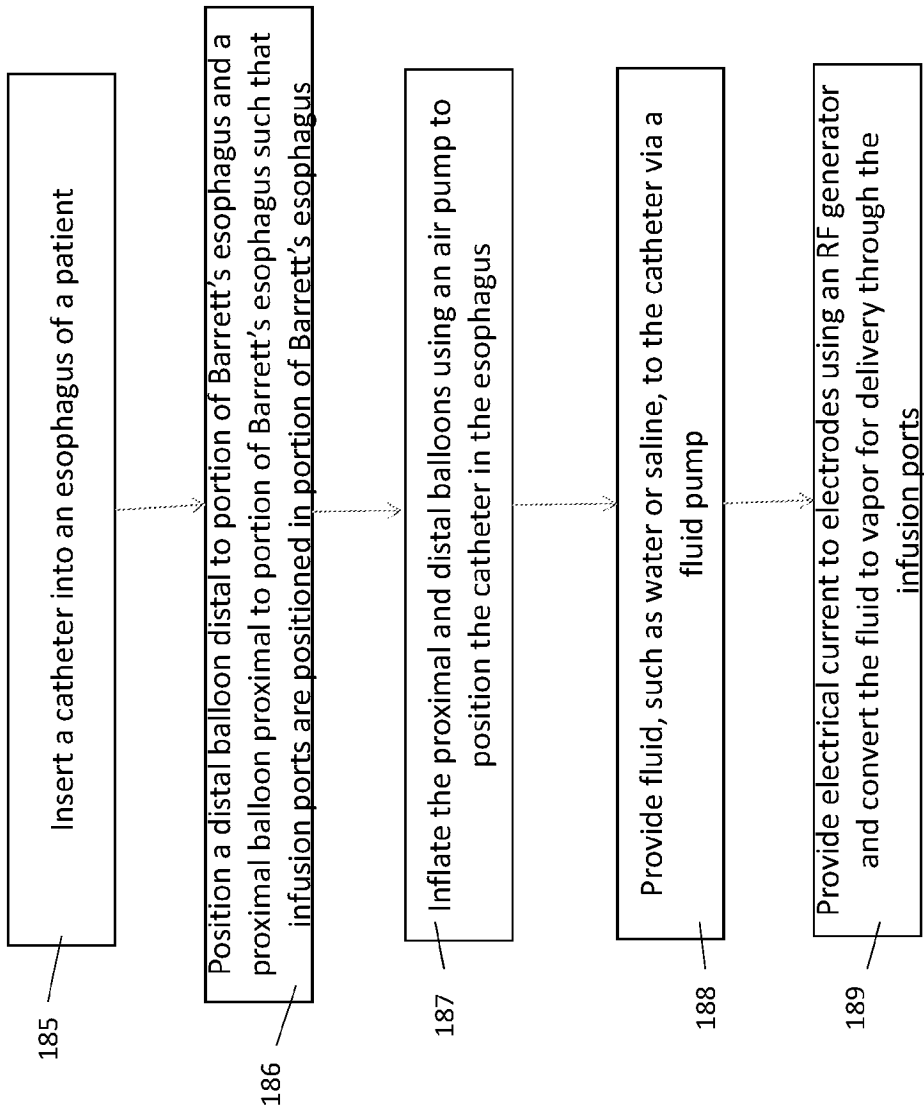 Insert a catheter into an esophagus of a patient
185
Position a distal balloon distal to portion of Barrett's esophagus and a
proximal balloon proximal to portion of Barrett's esophagus such that
infusion ports are positioned in portion of Barrett's esophagus
186
Inflate the proximal and distal balloons using an air pump to
position the catheter in the esophagus
187
Provide fluid, such as water or saline, to the catheter via a
fluid pump
188
Provide electrical current to electrodes using an RF generator
and convert the fluid to vapor for delivery through the
infusion ports
189